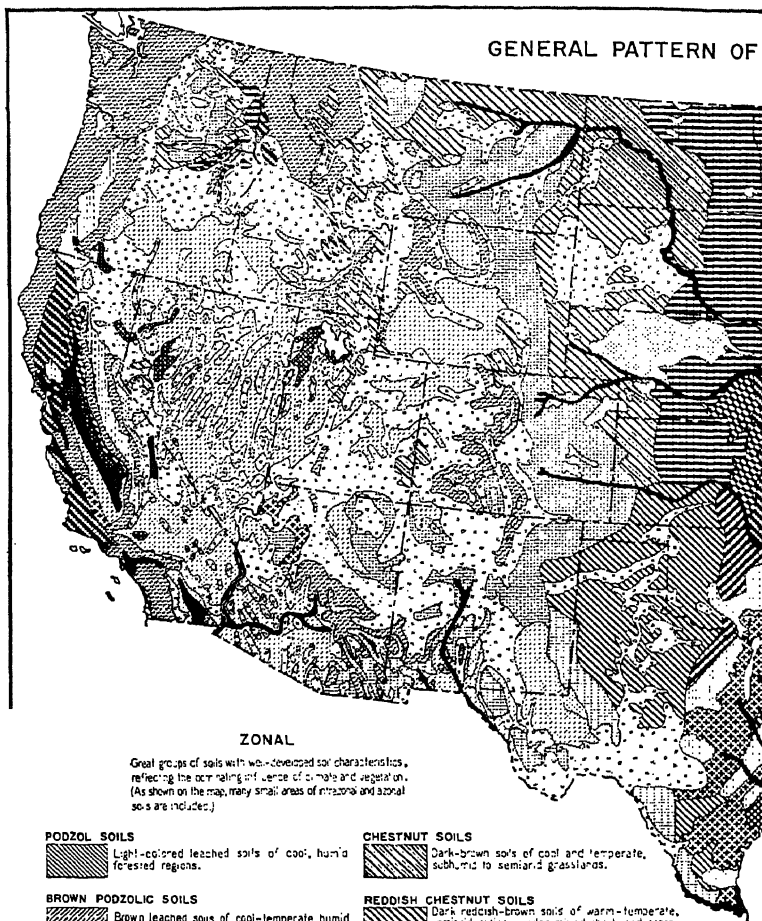 GENERAL PATTERN OF
ZONAL
Great groups of soils with well-developed soil characteristics,
reflecting the dominating influence of climate and vegetation.
(As shown on the map, many small areas of intrazonal and azonal
soils are included.)
PODZOL SOILS
Light-colored leached soils of cool, humid
forested regions.
BROWN PODZOLIC SOILS
Brown leached soils of cool-temperate humid
CHESTNUT SOILS
Dark-brown soils of cool and temperate,
subhumid to semiarid grasslands.
REDDISH CHESTNUT SOILS
Dark reddish-brown soils of warm-temperate,